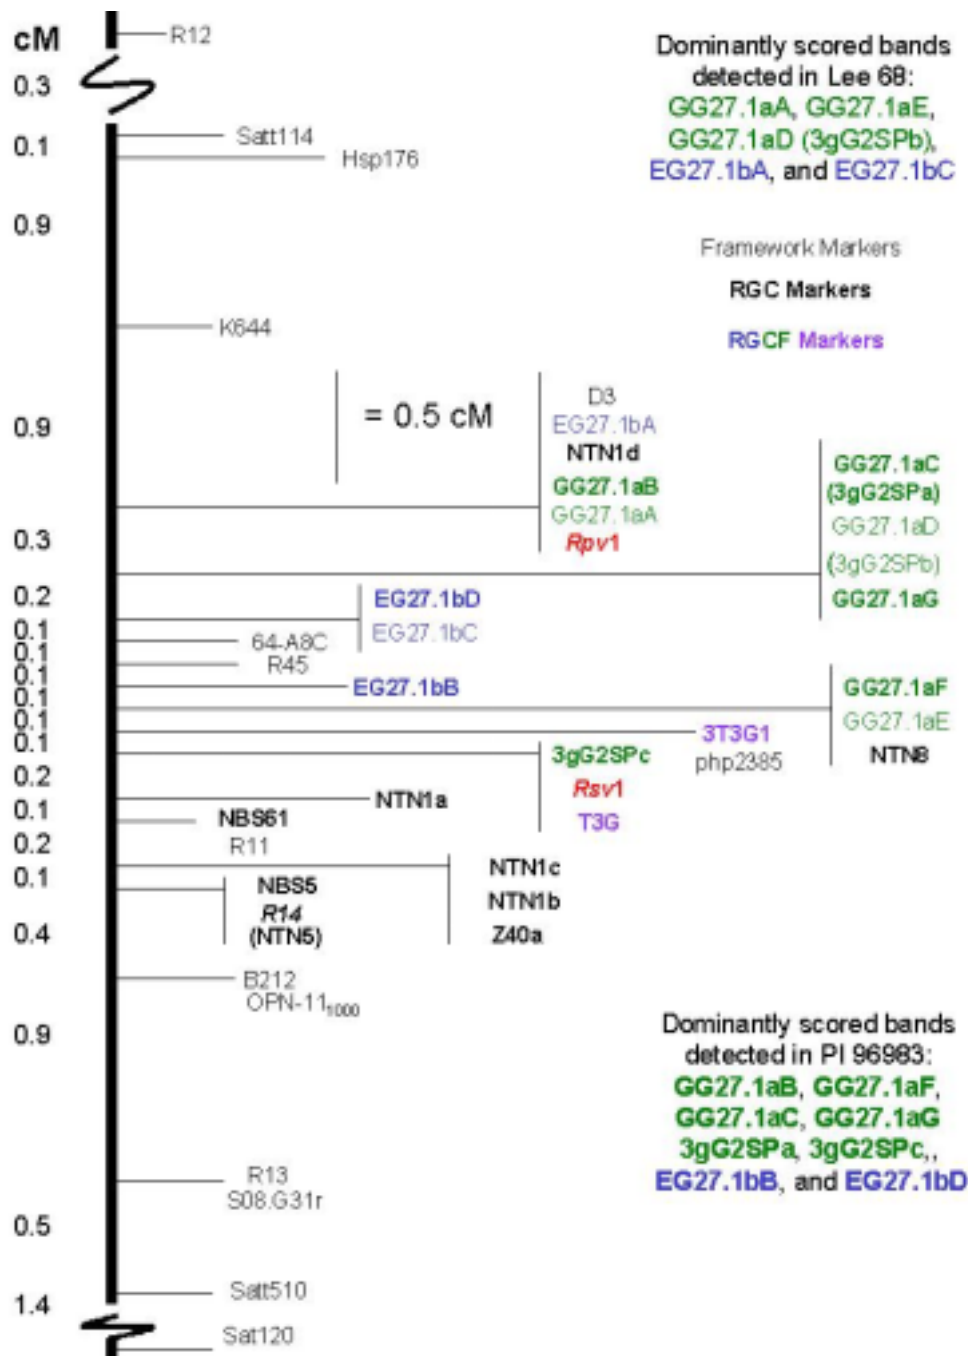 cM
R12
Dominantly scored bands
detected in Lee 68:
GG27.1aA, GG27.1aE,
GG27.1aD (3gG2SPb),
EG27.1bA, and EG27.1bC
0.3
Satt114
0.1
Hsp176
0.9
Framework Markers
RGC Markers
RGCF Markers
K644
= 0.5 cM
D3
EG27.1bA
NTN1d
GG27.1aB
GG27.1aA
Rpv1
0.9
GG27.1aC
(3gG2SPa)
GG27.1aD
(3gG2SPb)
GG27.1aG
0.3
0.2
EG27.1bD
EG27.1bC
0.1
64-A8C
0.1
R45
0.1
EG27.1bB
0.1
GG27.1aF
GG27.1aE
NTN8
0.1
3T3G1
php2385
0.1
3gG2SPc
Rsv1
T3G
0.2
NTN1a
0.1
NBS61
R11
0.2
NTN1c
NTN1b
Z40a
0.1
NBS5
R14
(NTN5)
0.4
B212
OPN-11₁₀₀₀
0.9
Dominantly scored bands
detected in PI 96983:
GG27.1aB, GG27.1aF,
GG27.1aC, GG27.1aG
3gG2SPa, 3gG2SPc,,
EG27.1bB, and EG27.1bD
R13
S08.G31r
0.5
Satt510
1.4
Sat120